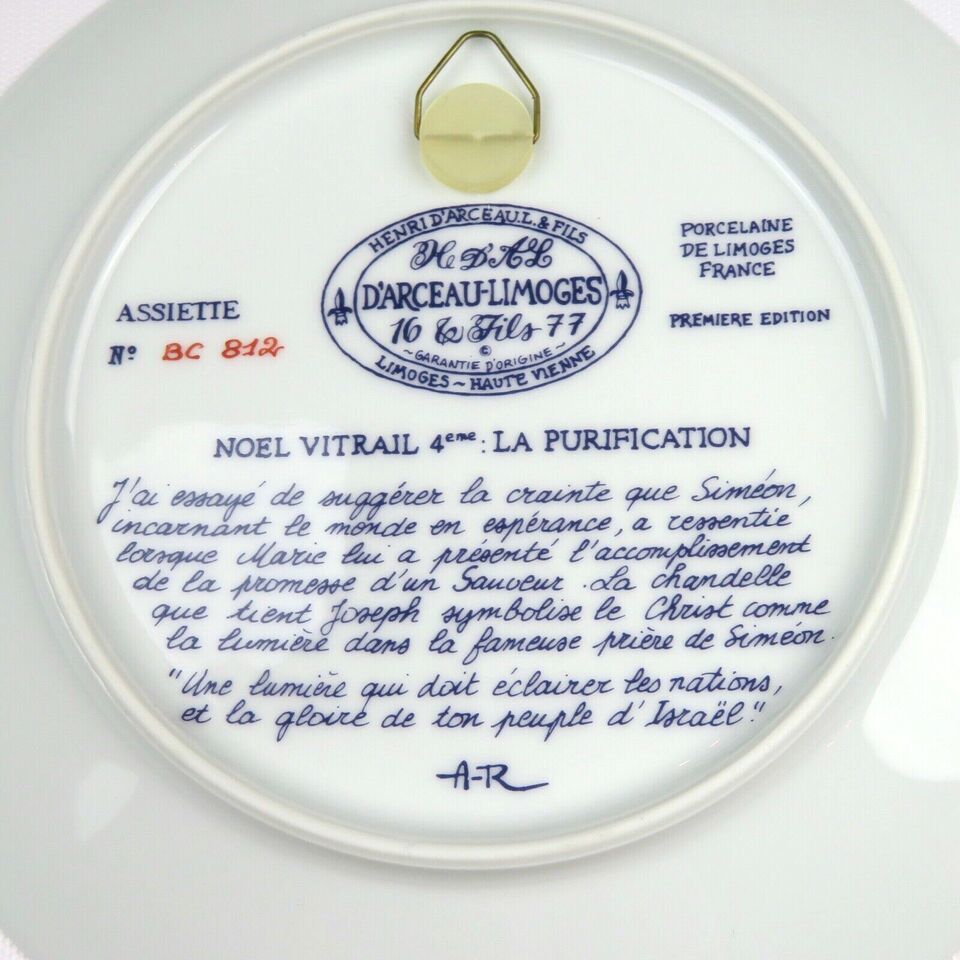 HENRI D'ARCEAU.L. & FILS
H D'AL
D'ARCEAU-LIMOGES
16 & Fils 77
©
~GARANTIE D'ORIGINE~
LIMOGES ~ HAUTE VIENNE
PORCELAINE
DE LIMOGES
FRANCE
PREMIERE EDITION
ASSIETTE
Nº BC 812
NOEL VITRAIL 4eme: LA PURIFICATION
J'ai essayé de suggérer la crainte que Siméon,
incarnant le monde en espérance, a ressentie
lorsque Marie lui a présenté l'accomplissement
de la promesse d'un Sauveur. La chandelle
que tient Joseph symbolise le Christ comme
la lumière dans la fameuse prière de Siméon.
"Une lumière qui doit éclairer les nations,
et la gloire de ton peuple d'Israël."
A-R